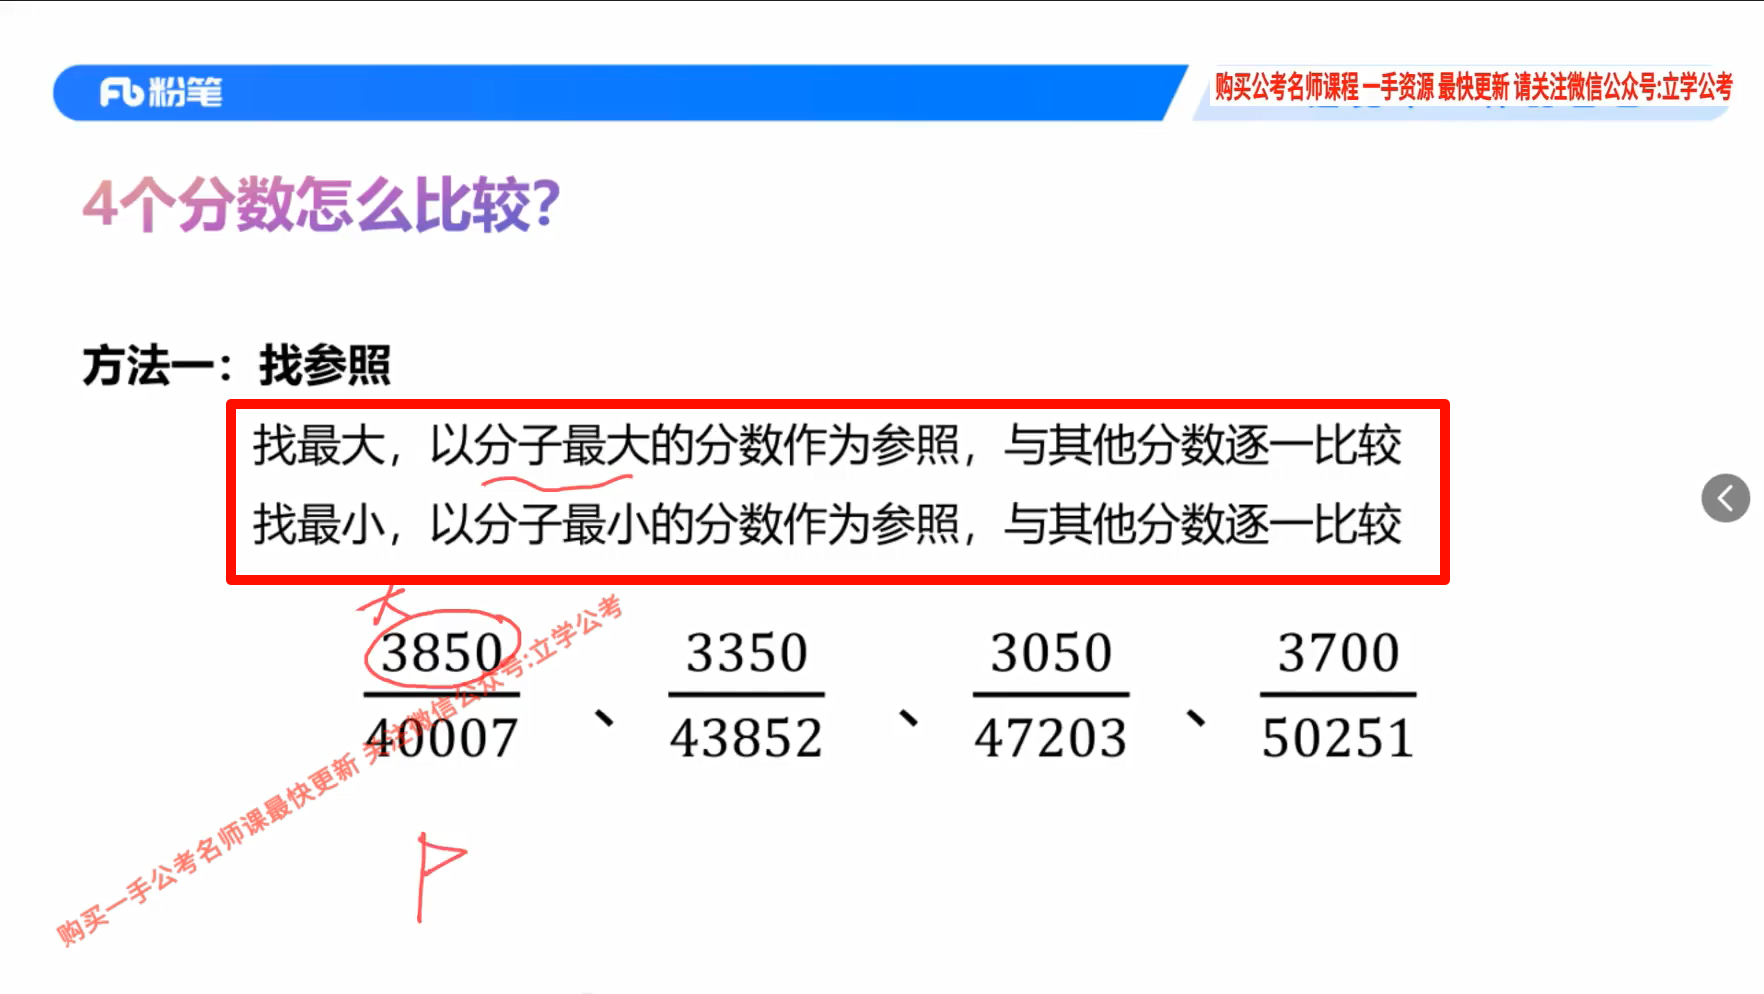 粉笔
购买公考名师课程 一手资源 最快更新 请关注微信公众号:立学公考
4个分数怎么比较?
方法一：找参照
找最大，以分子最大的分数作为参照，与其他分数逐一比较
找最小，以分子最小的分数作为参照，与其他分数逐一比较
大
3850 3350 3050 3700
40007 、 43852 、 47203 、 50251
购买一手公考名师课最快更新 关注微信公众号:立学公考